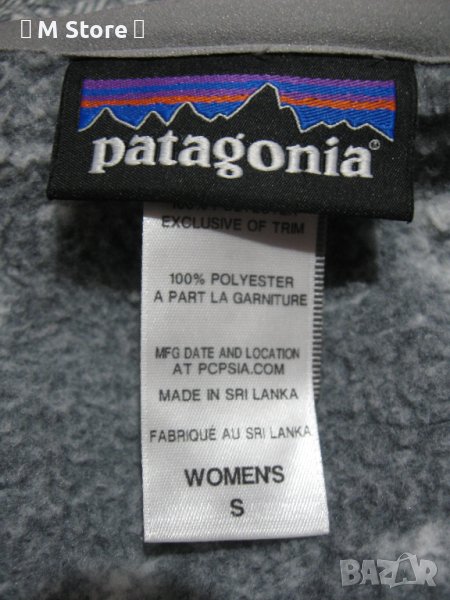 M Store
patagonia®
EXCLUSIVE OF TRIM
100% POLYESTER
A PART LA GARNITURE
MFG DATE AND LOCATION
AT PCPSIA.COM
MADE IN SRI LANKA
FABRIQUÉ AU SRI LANKA
WOMEN'S
S
BAZAR